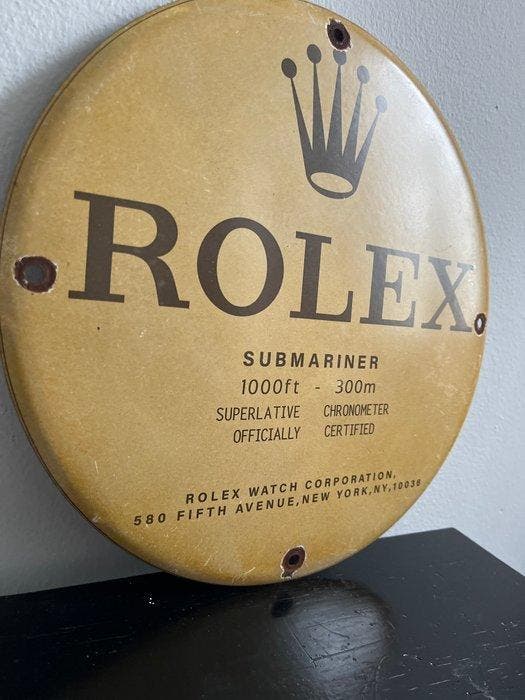 ROLEX
SUBMARINER
1000ft - 300m
SUPERLATIVE CHRONOMETER
OFFICIALLY CERTIFIED
ROLEX WATCH CORPORATION,
580 FIFTH AVENUE,NEW YORK,NY,10036